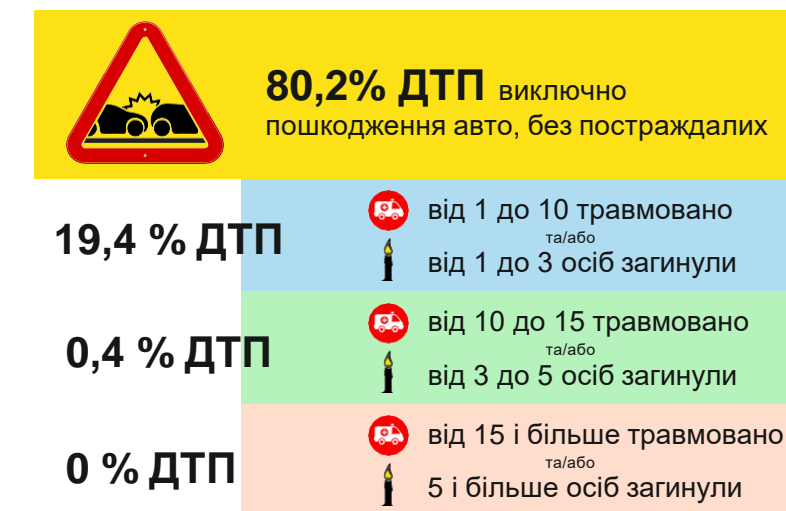 80,2% ДТП виключно
пошкодження авто, без постраждалих
19,4 % ДТП
від 1 до 10 травмовано
та/або
від 1 до 3 осіб загинули
0,4 % ДТП
від 10 до 15 травмовано
та/або
від 3 до 5 осіб загинули
0 % ДТП
від 15 і більше травмовано
та/або
5 і більше осіб загинули